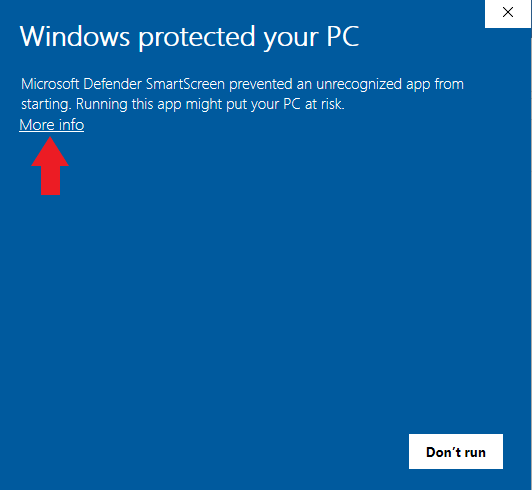 Windows protected your PC
Microsoft Defender SmartScreen prevented an unrecognized app from
starting. Running this app might put your PC at risk.
More info
Don't run